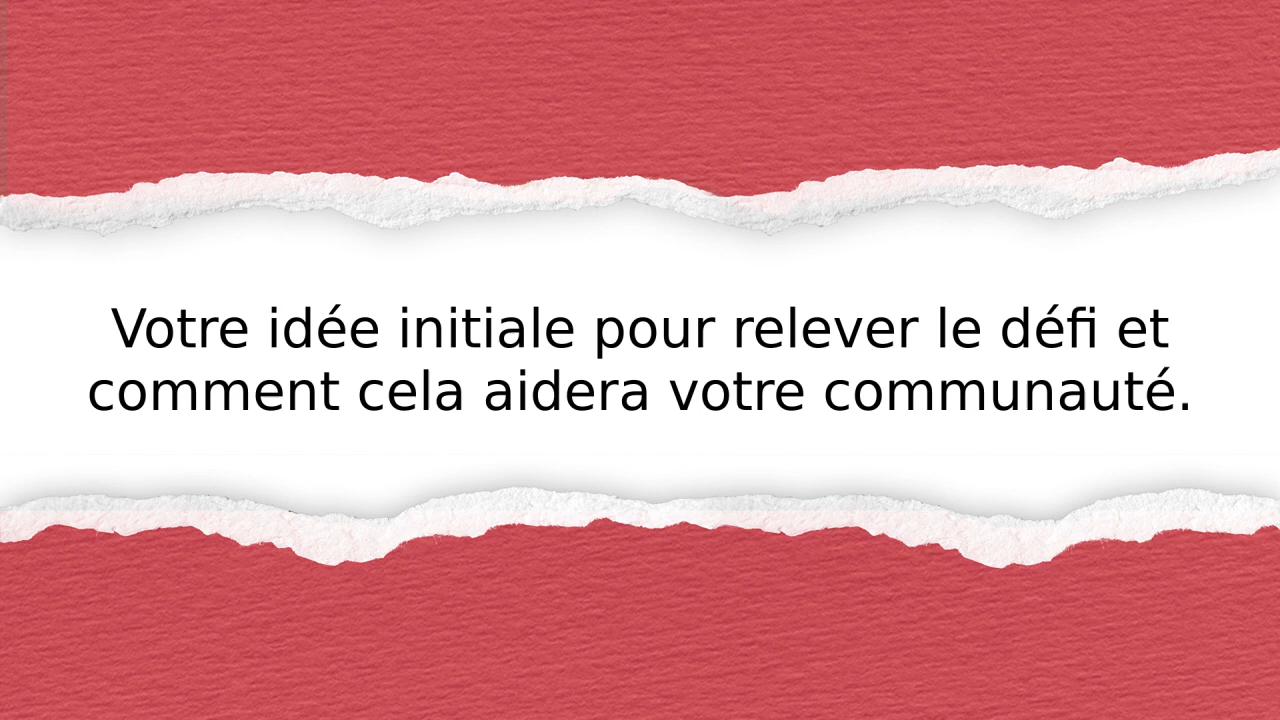 Votre idée initiale pour relever le défi et
comment cela aidera votre communauté.